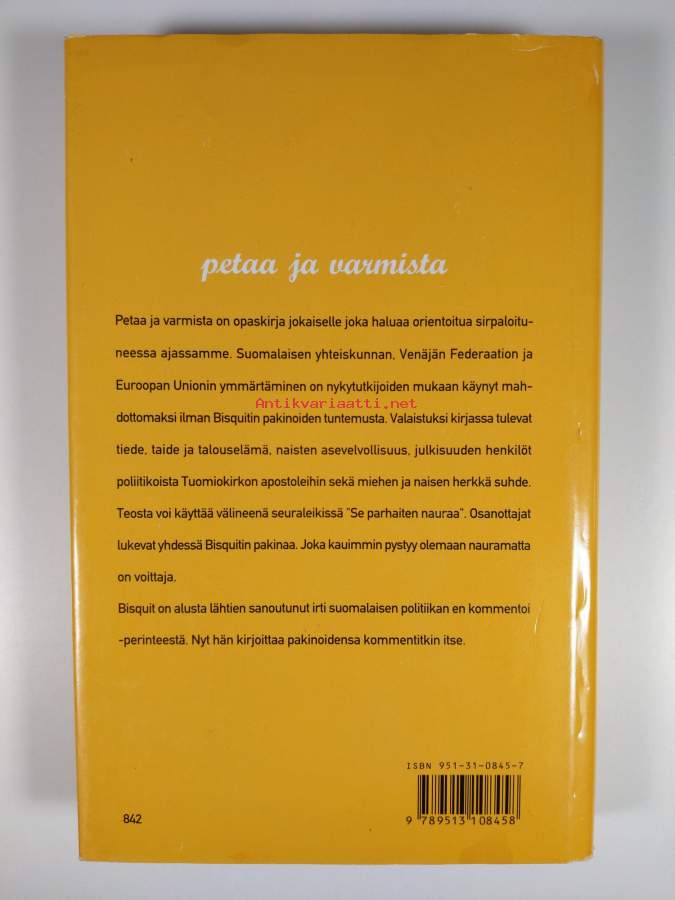 petaa ja varmista
Petaa ja varmista on opaskirja jokaiselle joka haluaa orientoitua sirpaloitu-
neessa ajassamme. Suomalaisen yhteiskunnan, Venäjän Federaation ja
Euroopan Unionin ymmärtäminen on nykytutkijoiden mukaan käynyt mah-
Antikvariaatti.net
dottomaksi ilman Bisquitin pakinoiden tuntemusta. Valaistuksi kirjassa tulevat
tiede, taide ja talouselämä, naisten asevelvollisuus, julkisuuden henkilöt
poliitikoista Tuomiokirkon apostoleihin sekä miehen ja naisen herkkä suhde.
Teosta voi käyttää välineenä seuraleikissä "Se parhaiten nauraa". Osanottajat
lukevat yhdessä Bisquitin pakinaa. Joka kauimmin pystyy olemaan nauramatta
on voittaja.
Bisquit on alusta lähtien sanoutunut irti suomalaisen politiikan en kommentoi
-perinteestä. Nyt hän kirjoittaa pakinoidensa kommentitkin itse.
ISBN 951-31-0845-7
9 789513 108458
842